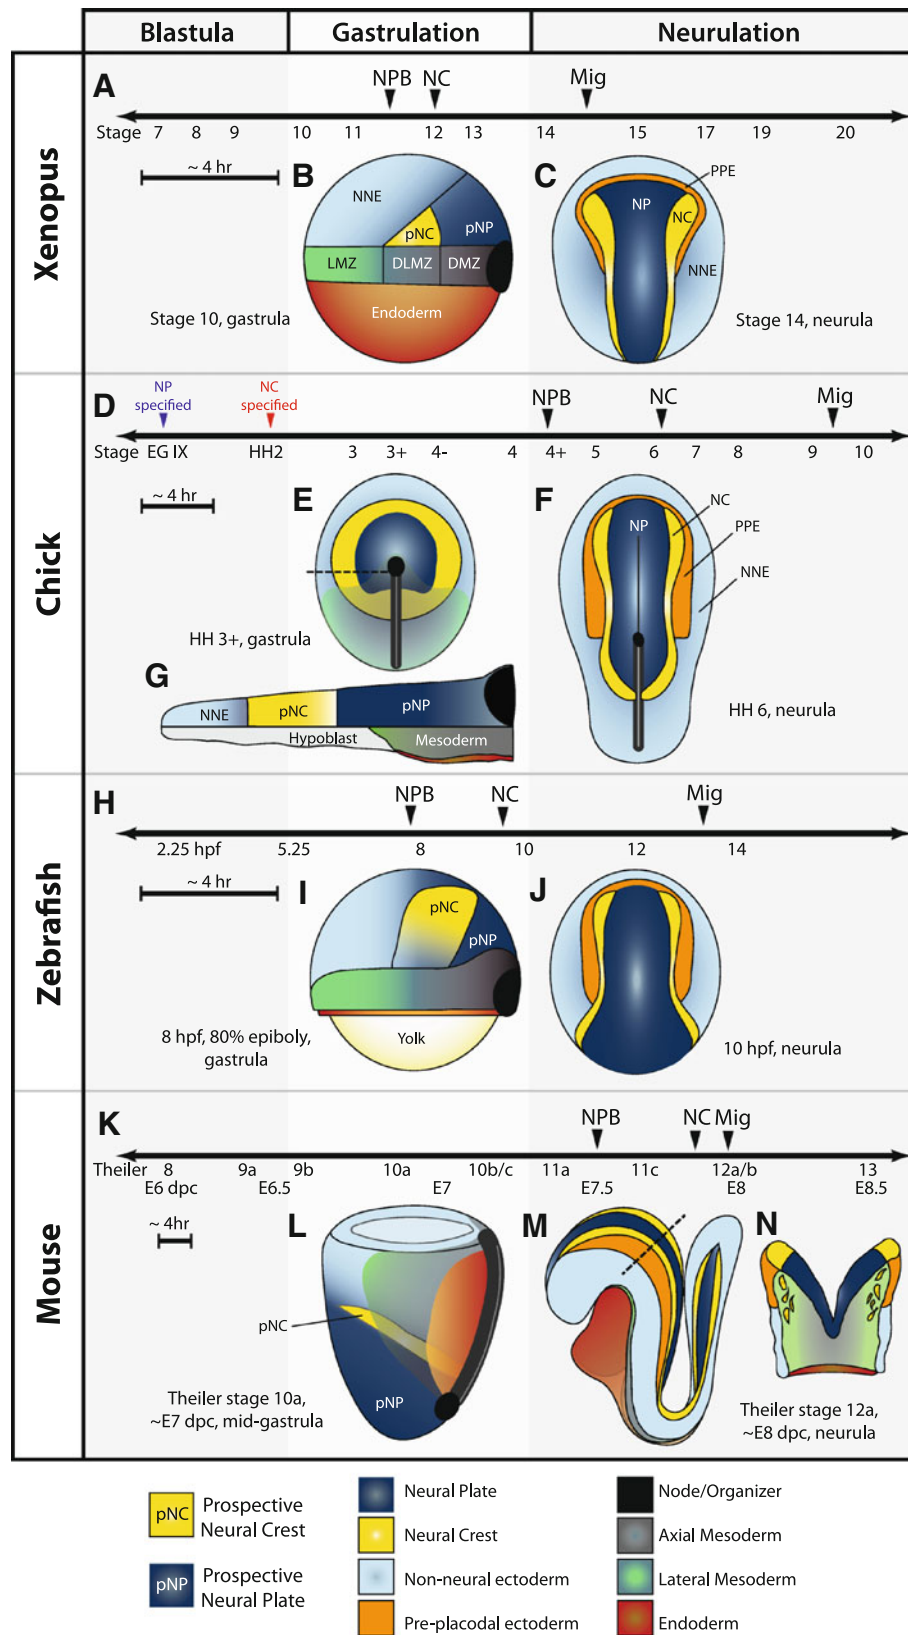 Blastula
Gastrulation
Neurulation
Xenopus
A
NPB
NC
Mig
Stage
7
8
9
10
11
12
13
14
15
17
19
20
~ 4 hr
B
NNE
pNC
pNP
LMZ
DLMZ
DMZ
Endoderm
Stage 10, gastrula
C
PPE
NP
NC
NNE
Stage 14, neurula
Chick
D
NP
specified
NC
specified
NPB
NC
Mig
Stage
EG IX
HH2
3
3+
4-
4
4+
5
6
7
8
9
10
~ 4 hr
E
HH 3+, gastrula
F
NP
NC
PPE
NNE
HH 6, neurula
G
NNE
pNC
pNP
Hypoblast
Mesoderm
Zebrafish
H
NPB
NC
Mig
2.25 hpf
5.25
8
10
12
14
~ 4 hr
I
pNC
pNP
Yolk
8 hpf, 80% epiboly,
gastrula
J
10 hpf, neurula
Mouse
K
NPB
NC
Mig
Theiler
8
9a
9b
10a
10b/c
11a
11c
12a/b
13
E6 dpc
E6.5
E7
E7.5
E8
E8.5
~ 4hr
L
pNC
pNP
Theiler stage 10a,
~E7 dpc, mid-gastrula
M
N
Theiler stage 12a,
~E8 dpc, neurula
pNC
Prospective
Neural Crest
pNP
Prospective
Neural Plate
Neural Plate
Neural Crest
Non-neural ectoderm
Pre-placodal ectoderm
Node/Organizer
Axial Mesoderm
Lateral Mesoderm
Endoderm